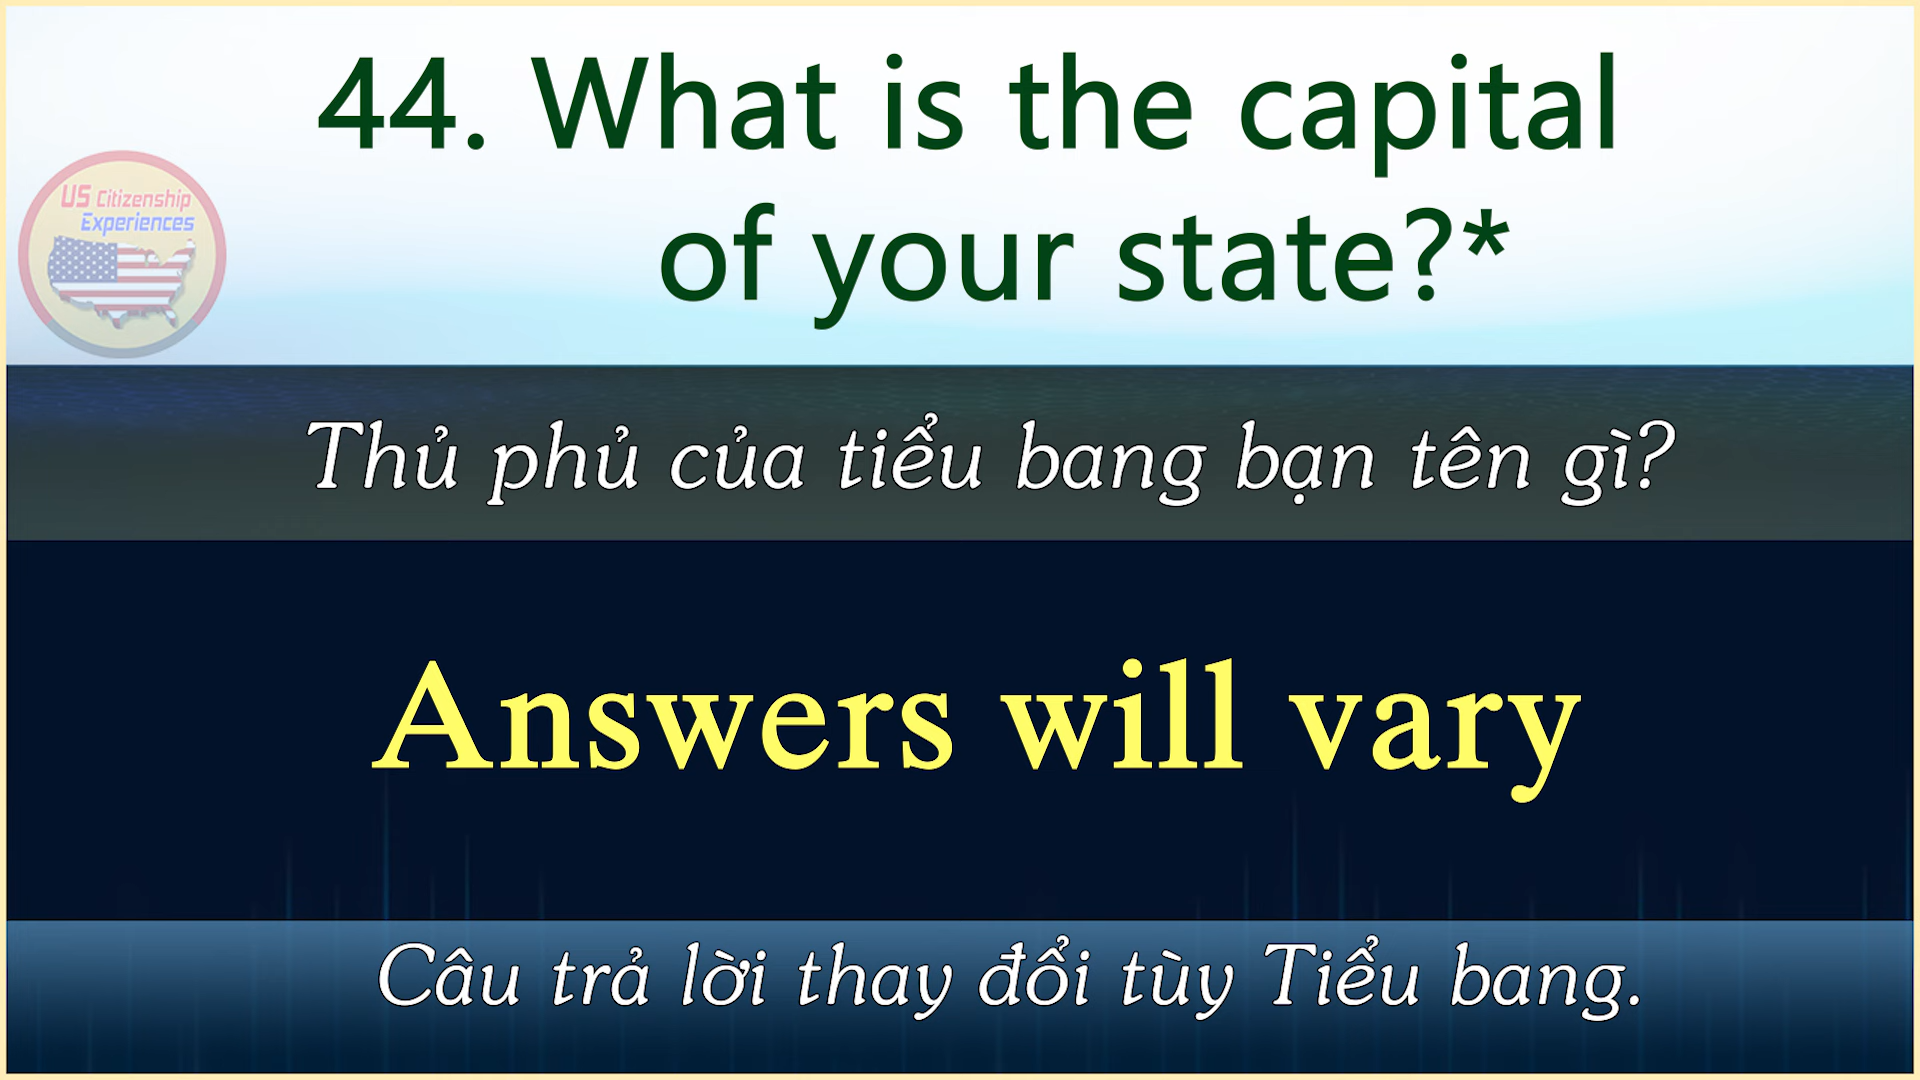 44. What is the capital
of your state?*
US Citizenship
Experiences
Thủ phủ của tiểu bang bạn tên gì?
Answers will vary
Câu trả lời thay đổi tùy Tiểu bang.